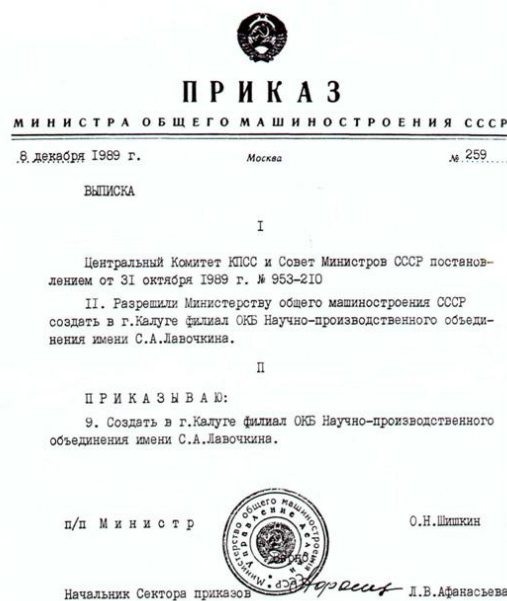 ПРИКАЗ
МИНИСТРА ОБЩЕГО МАШИНОСТРОЕНИЯ СССР
8 декабря 1989 г. Москва № 259
ВЫПИСКА
I
Центральный Комитет КПСС и Совет Министров СССР постанов-
лением от 31 октября 1989 г. № 953-210
II. Разрешили Министерству общего машиностроения СССР
создать в г.Калуге филиал ОКБ Научно-производственного объеди-
нения имени С.А.Лавочкина.
П
ПРИКАЗЫВАЮ:
9. Создать в г.Калуге филиал ОКБ Научно-производственного
объединения имени С.А.Лавочкина.
п/п Министр О.Н.Шишкин
Министерство общего машиностроения СССР
Управление делами
Начальник Сектора приказов Л.В.Афанасьева